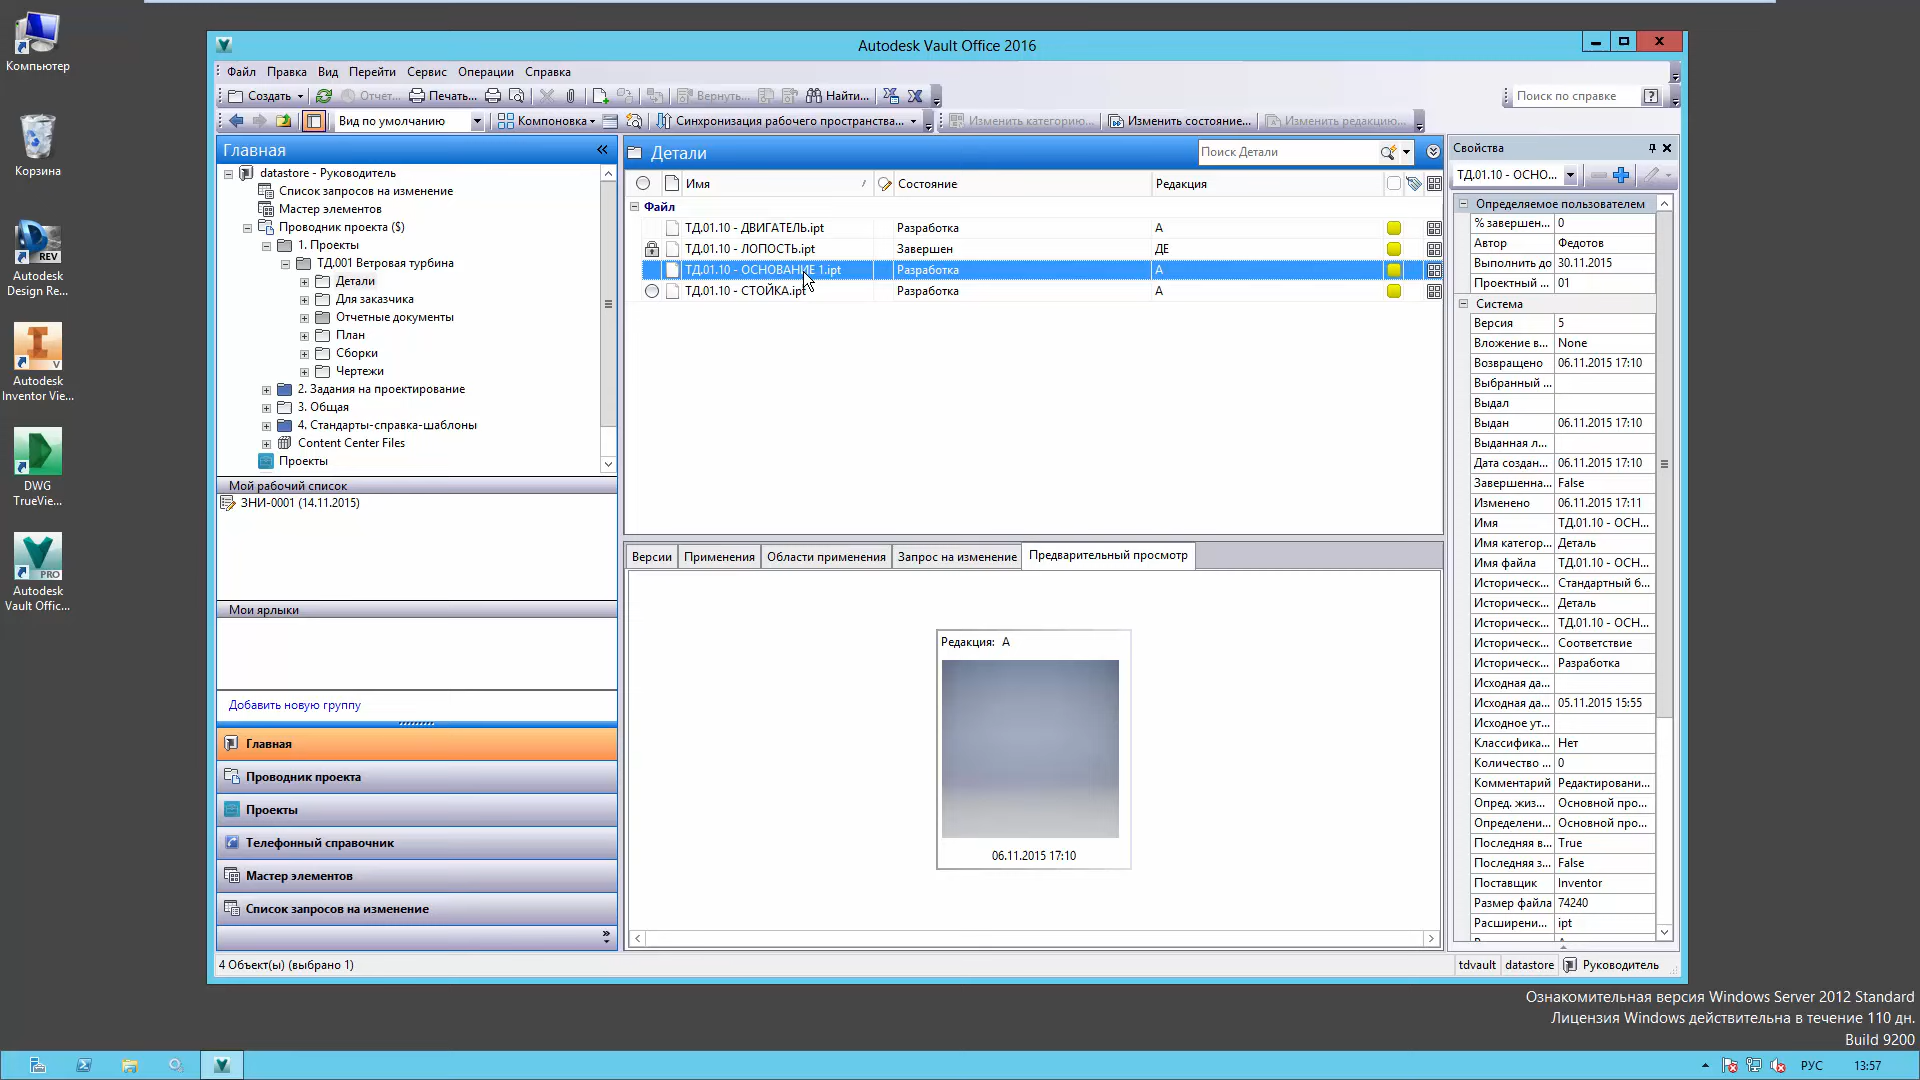 Компьютер
Корзина
Autodesk
Design Re...
Autodesk
Inventor Vie...
DWG
TrueVie...
Autodesk
Vault Offic...
Autodesk Vault Office 2016
Файл Правка Вид Перейти Сервис Операции Справка
Создать Отчет... Печать... Вернуть... Найти... Поиск по справке
Вид по умолчанию Компоновка Синхронизация рабочего пространства... Изменить категорию... Изменить состояние... Изменить редакцию...
Главная
datastore - Руководитель
Список запросов на изменение
Мастер элементов
Проводник проекта ($)
1. Проекты
ТД.001 Ветровая турбина
Детали
Для заказчика
Отчетные документы
План
Сборки
Чертежи
2. Задания на проектирование
3. Общая
4. Стандарты-справка-шаблоны
Content Center Files
Проекты
Мой рабочий список
ЗНИ-0001 (14.11.2015)
Мои ярлыки
Добавить новую группу
Главная
Проводник проекта
Проекты
Телефонный справочник
Мастер элементов
Список запросов на изменение
4 Объект(ы) (выбрано 1)
Детали
Поиск Детали
Имя Состояние Редакция
Файл
ТД.01.10 - ДВИГАТЕЛЬ.ipt Разработка А
ТД.01.10 - ЛОПОСТЬ.ipt Завершен ДЕ
ТД.01.10 - ОСНОВАНИЕ 1.ipt Разработка А
ТД.01.10 - СТОЙКА.ipt Разработка А
Версии Применения Области применения Запрос на изменение Предварительный просмотр
Редакция: А
06.11.2015 17:10
Свойства
ТД.01.10 - ОСНО...
Определяемое пользователем
% завершен... 0
Автор Федотов
Выполнить до 30.11.2015
Проектный ... 01
Система
Версия 5
Вложение в... None
Возвращено 06.11.2015 17:10
Выбранный ...
Выдал
Выдан 06.11.2015 17:10
Выданная л...
Дата создан... 06.11.2015 17:10
Завершенна... False
Изменено 06.11.2015 17:11
Имя ТД.01.10 - ОСН...
Имя категор... Деталь
Имя файла ТД.01.10 - ОСН...
Историческ... Стандартный б...
Историческ... Деталь
Историческ... ТД.01.10 - ОСН...
Историческ... Соответствие
Историческ... Разработка
Исходная да...
Исходная да... 05.11.2015 15:55
Исходное ут...
Классифика... Нет
Количество ... 0
Комментарий Редактировани...
Опред. жиз... Основной про...
Определени... Основной про...
Последняя в... True
Последняя з... False
Поставщик Inventor
Размер файла 74240
Расширени... ipt
tdvault datastore Руководитель
Ознакомительная версия Windows Server 2012 Standard
Лицензия Windows действительна в течение 110 дн.
Build 9200
РУС 13:57